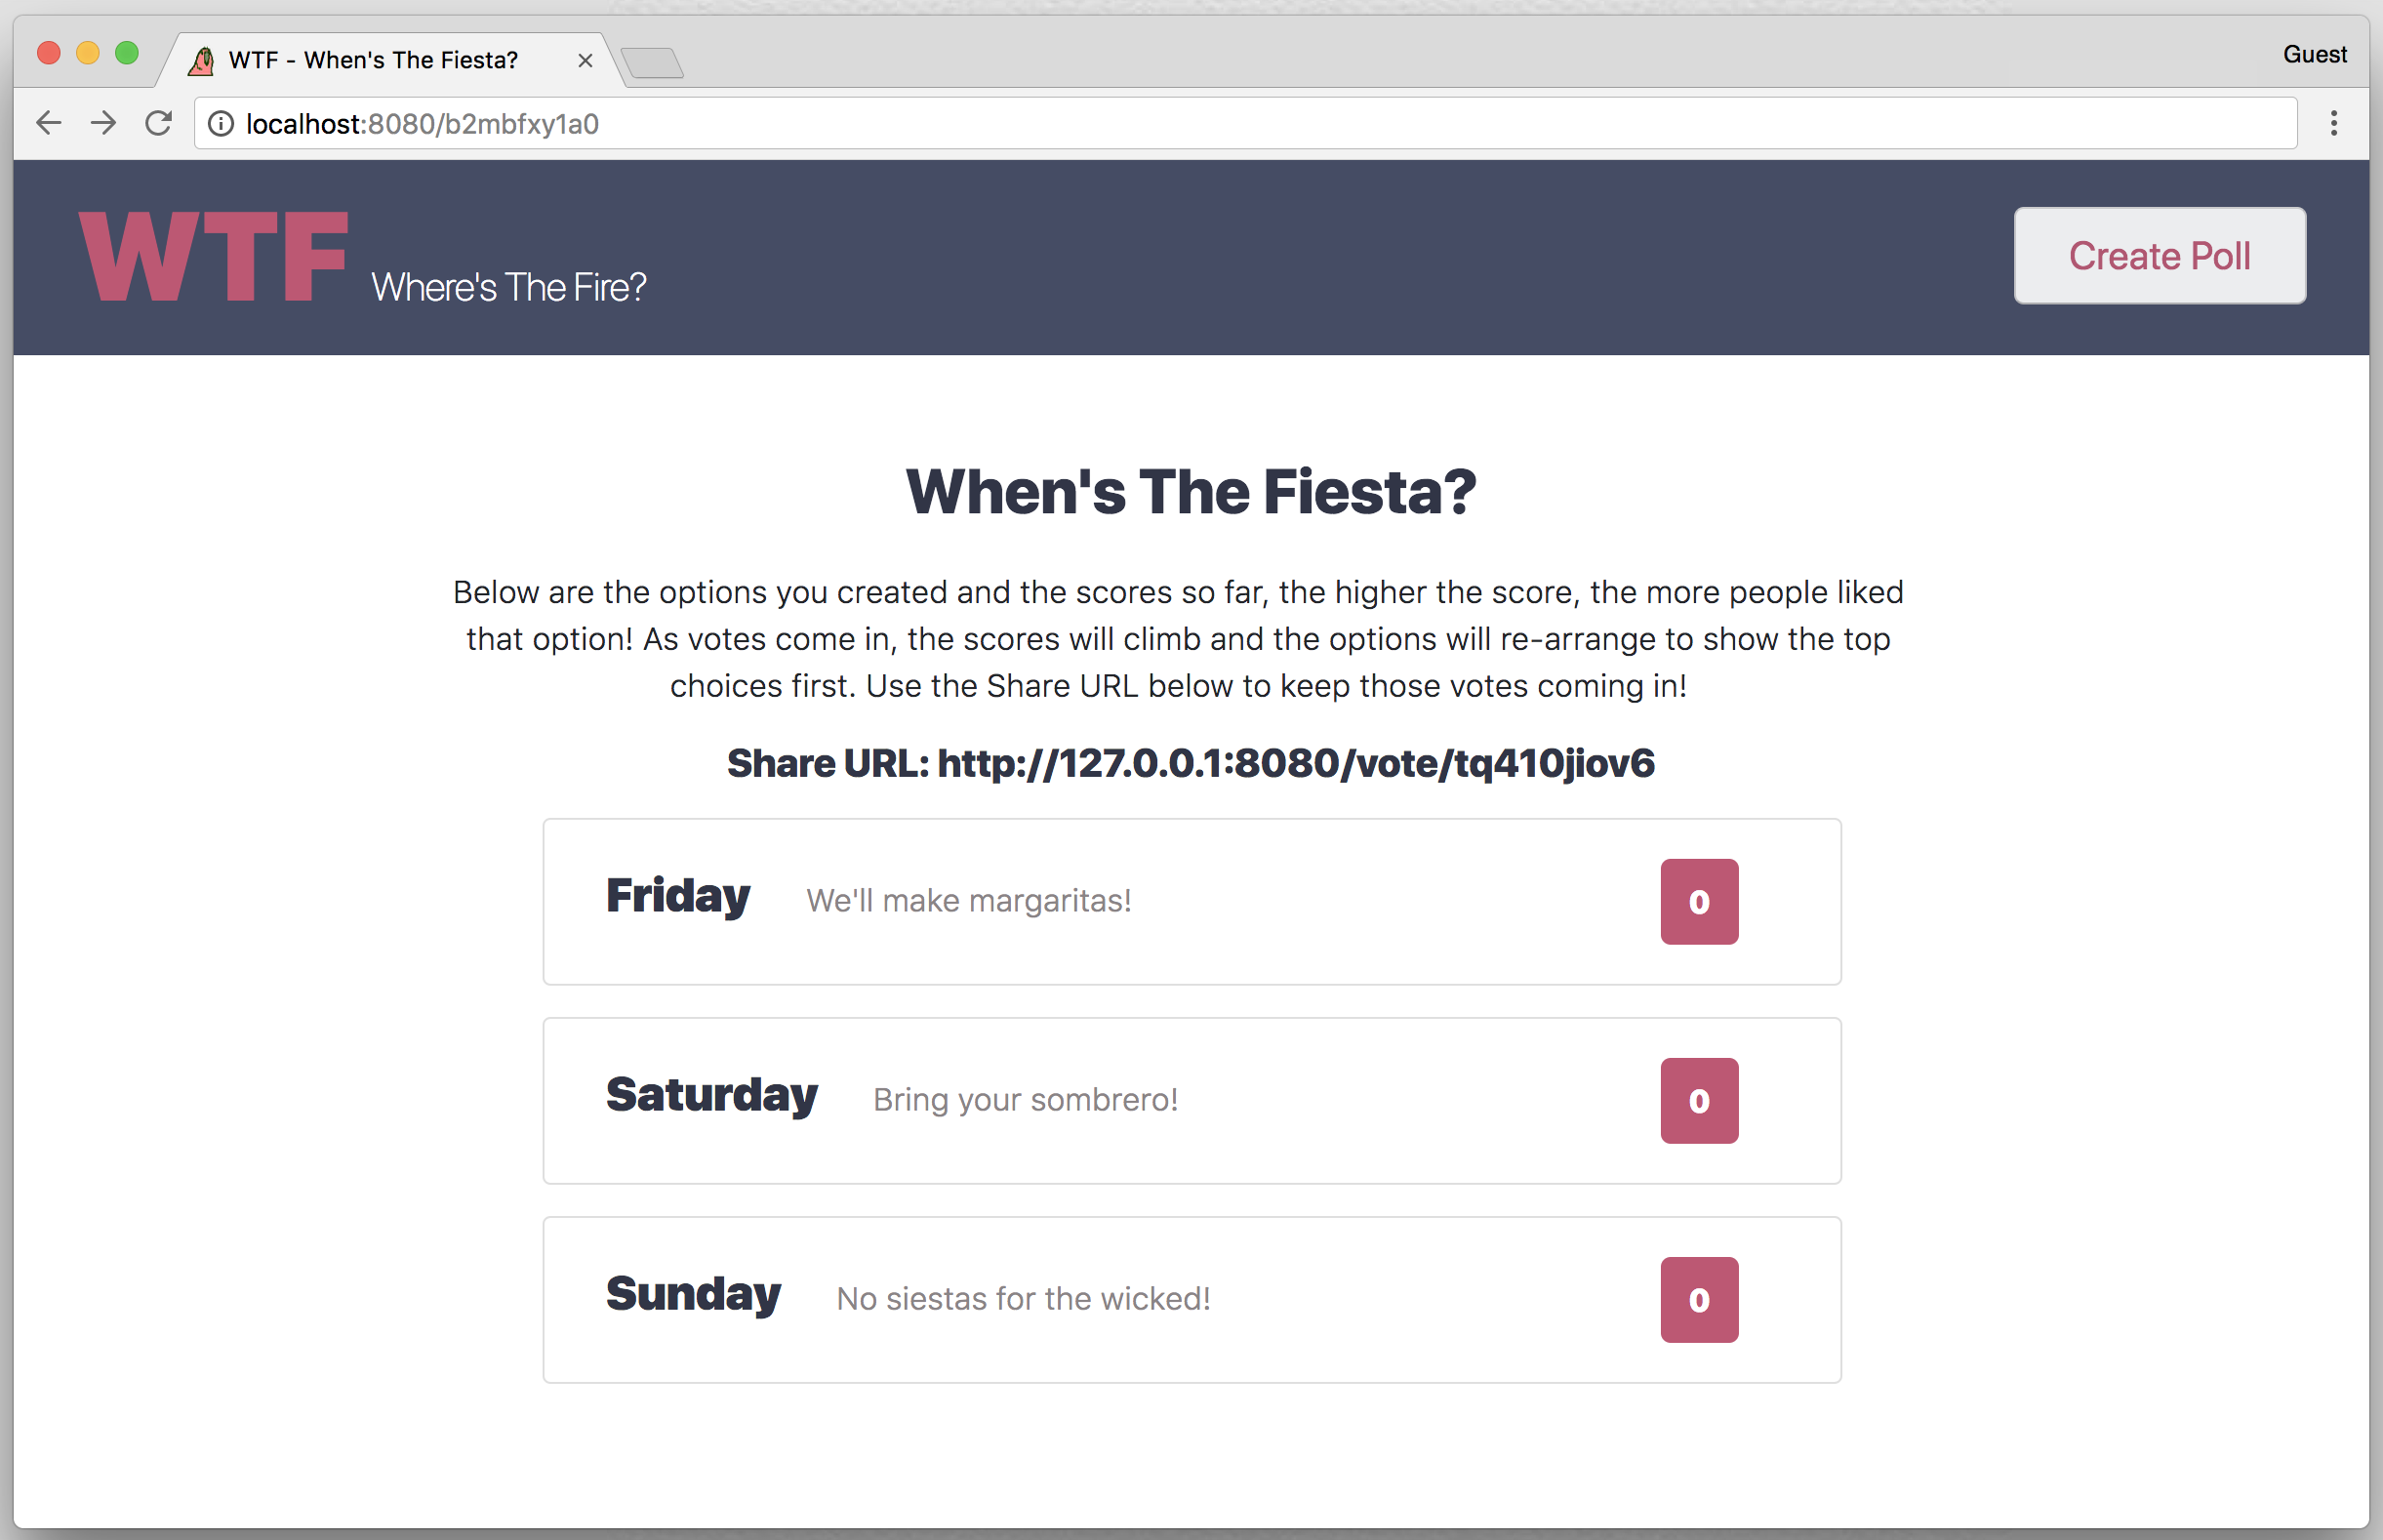 WTF - When's The Fiesta?
Guest
localhost:8080/b2mbfxy1a0
WTF Where's The Fire?
Create Poll
When's The Fiesta?
Below are the options you created and the scores so far, the higher the score, the more people liked
that option! As votes come in, the scores will climb and the options will re-arrange to show the top
choices first. Use the Share URL below to keep those votes coming in!
Share URL: http://127.0.0.1:8080/vote/tq410jiov6
Friday We'll make margaritas! 0
Saturday Bring your sombrero! 0
Sunday No siestas for the wicked! 0